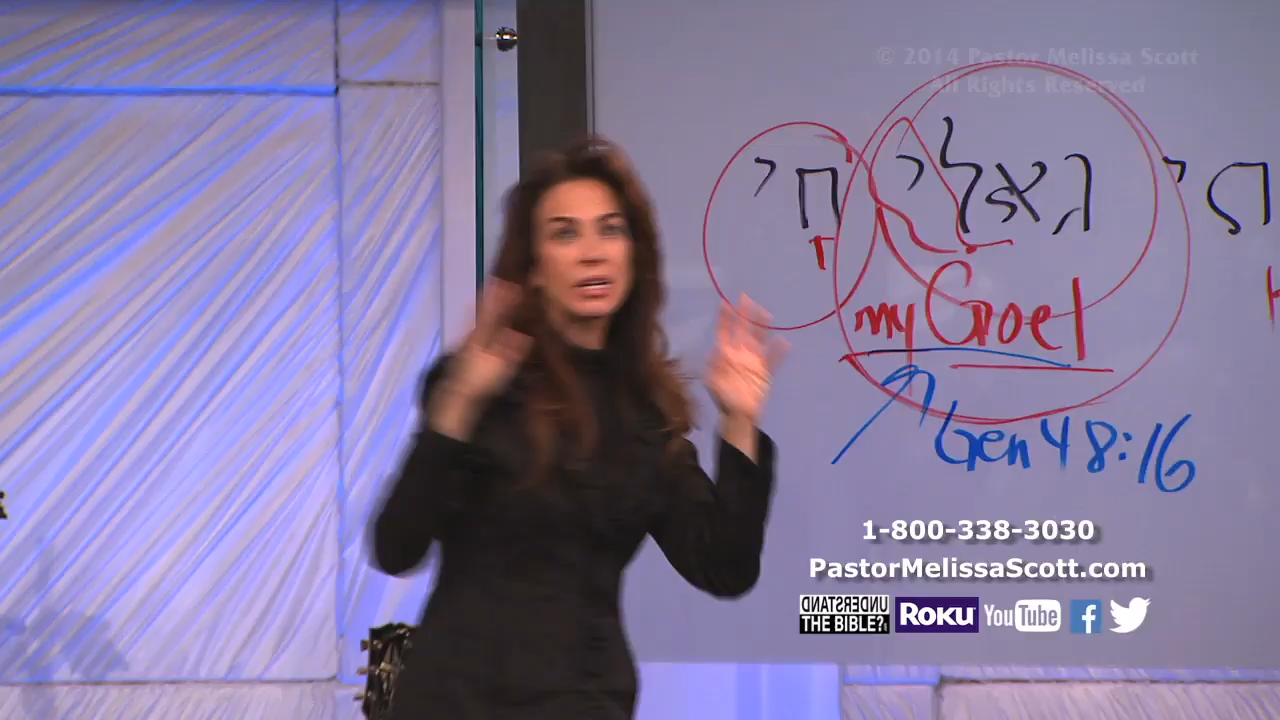 © 2014 Pastor Melissa Scott
All Rights Reserved
תי גאלי חי
my Goel
Gen 48:16
1-800-338-3030
PastorMelissaScott.com
UNDERSTAND
THE BIBLE?
ROKU
YouTube
f